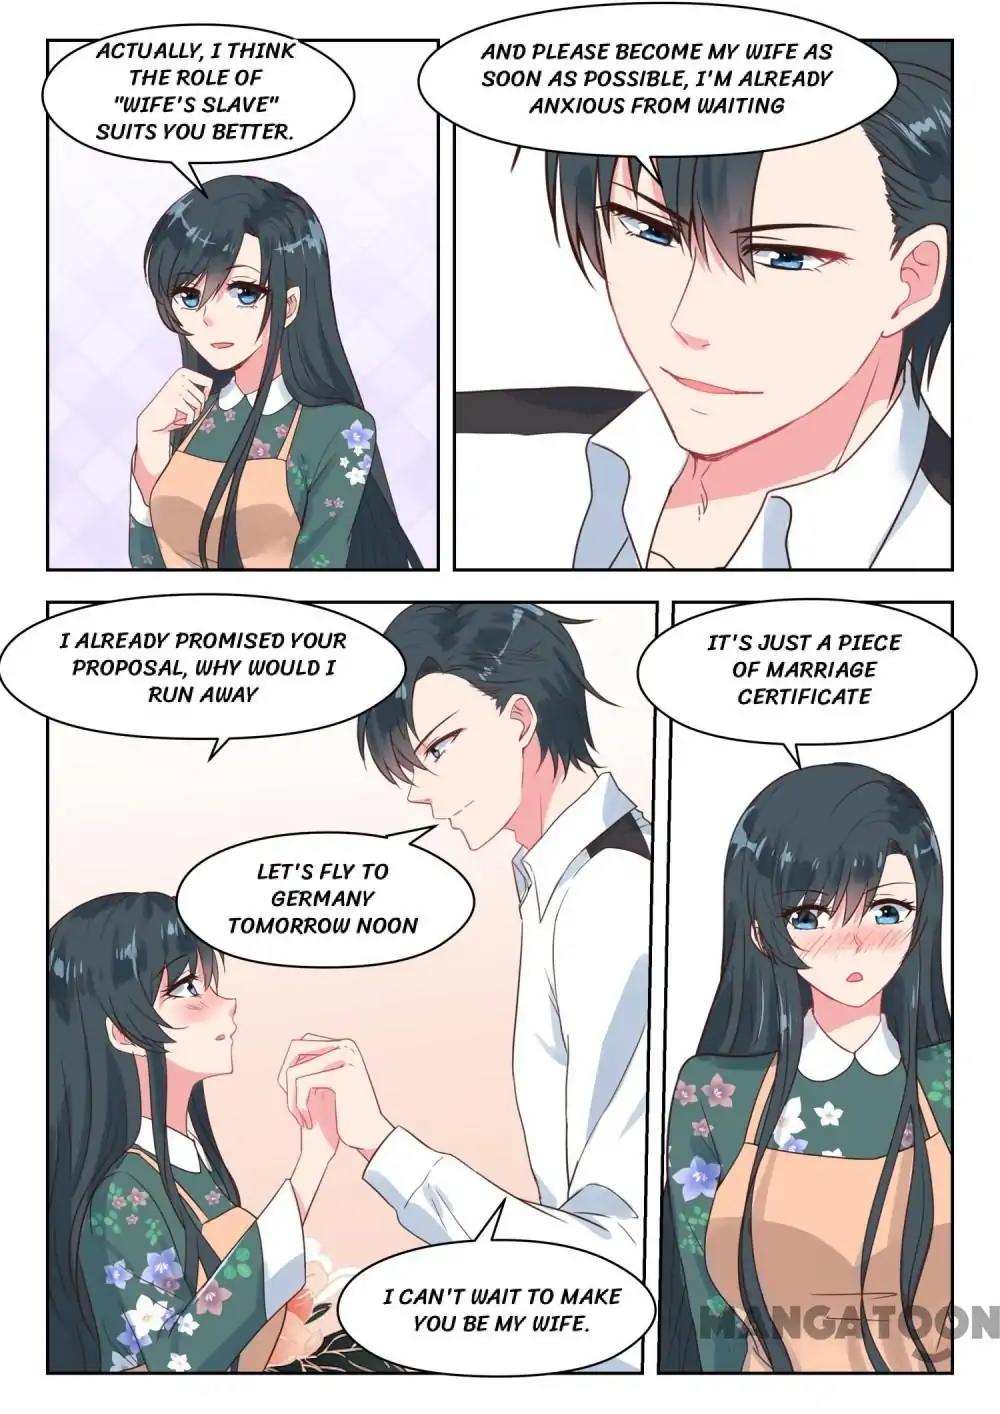 ACTUALLY, I THINK
THE ROLE OF
"WIFE'S SLAVE"
SUITS YOU BETTER.
AND PLEASE BECOME MY WIFE AS
SOON AS POSSIBLE, I'M ALREADY
ANXIOUS FROM WAITING
I ALREADY PROMISED YOUR
PROPOSAL, WHY WOULD I
RUN AWAY
LET'S FLY TO
GERMANY
TOMORROW NOON
I CAN'T WAIT TO MAKE
YOU BE MY WIFE.
IT'S JUST A PIECE
OF MARRIAGE
CERTIFICATE
MANGATOON